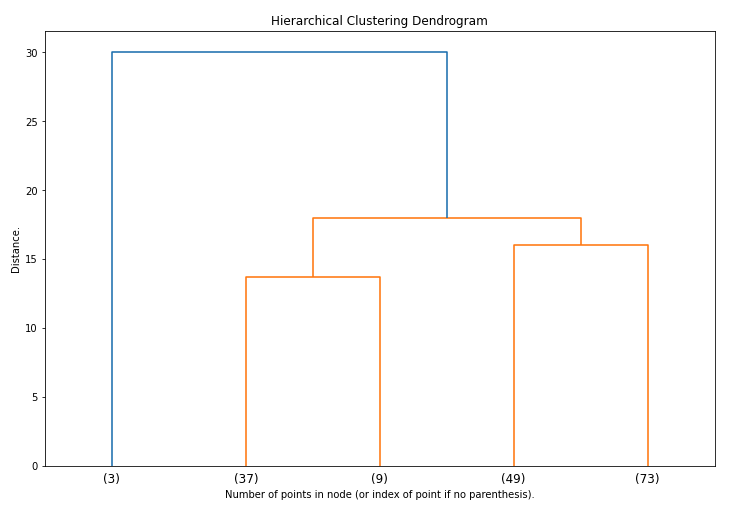 Hierarchical Clustering Dendrogram
30
25
20
15
10
5
0
Distance.
(3) (37) (9) (49) (73)
Number of points in node (or index of point if no parenthesis).